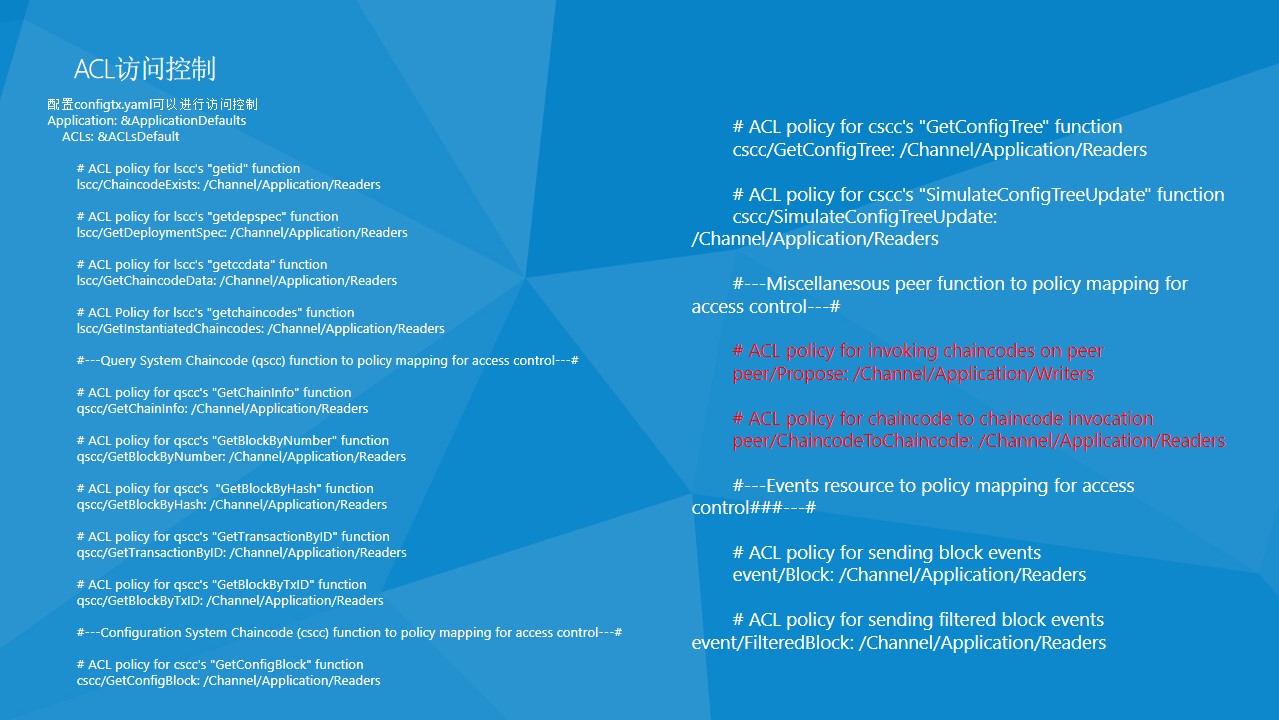 ACL访问控制
配置configtx.yaml可以进行访问控制
Application: &ApplicationDefaults
ACLs: &ACLsDefault
# ACL policy for lscc's "getid" function
lscc/ChaincodeExists: /Channel/Application/Readers
# ACL policy for lscc's "getdepspec" function
lscc/GetDeploymentSpec: /Channel/Application/Readers
# ACL policy for lscc's "getccdata" function
lscc/GetChaincodeData: /Channel/Application/Readers
# ACL Policy for lscc's "getchaincodes" function
lscc/GetInstantiatedChaincodes: /Channel/Application/Readers
#---Query System Chaincode (qscc) function to policy mapping for access control---#
# ACL policy for qscc's "GetChainInfo" function
qscc/GetChainInfo: /Channel/Application/Readers
# ACL policy for qscc's "GetBlockByNumber" function
qscc/GetBlockByNumber: /Channel/Application/Readers
# ACL policy for qscc's  "GetBlockByHash" function
qscc/GetBlockByHash: /Channel/Application/Readers
# ACL policy for qscc's "GetTransactionByID" function
qscc/GetTransactionByID: /Channel/Application/Readers
# ACL policy for qscc's "GetBlockByTxID" function
qscc/GetBlockByTxID: /Channel/Application/Readers
#---Configuration System Chaincode (cscc) function to policy mapping for access control---#
# ACL policy for cscc's "GetConfigBlock" function
cscc/GetConfigBlock: /Channel/Application/Readers
# ACL policy for cscc's "GetConfigTree" function
cscc/GetConfigTree: /Channel/Application/Readers
# ACL policy for cscc's "SimulateConfigTreeUpdate" function
cscc/SimulateConfigTreeUpdate:
/Channel/Application/Readers
#---Miscellanesous peer function to policy mapping for
access control---#
# ACL policy for invoking chaincodes on peer
peer/Propose: /Channel/Application/Writers
# ACL policy for chaincode to chaincode invocation
peer/ChaincodeToChaincode: /Channel/Application/Readers
#---Events resource to policy mapping for access
control###---#
# ACL policy for sending block events
event/Block: /Channel/Application/Readers
# ACL policy for sending filtered block events
event/FilteredBlock: /Channel/Application/Readers